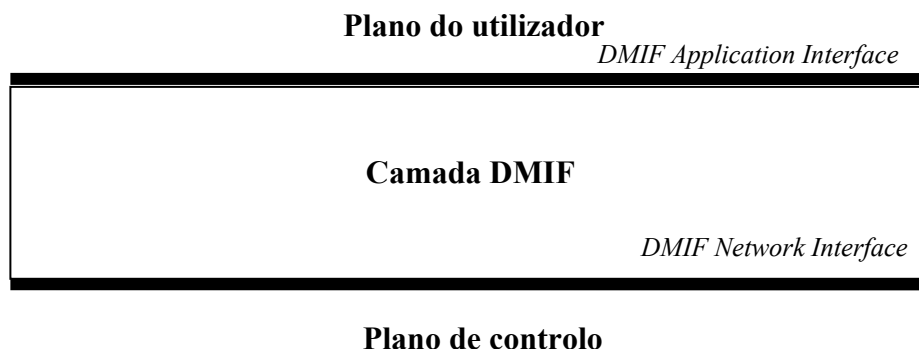 Plano do utilizador
DMIF Application Interface
Camada DMIF
DMIF Network Interface
Plano de controlo